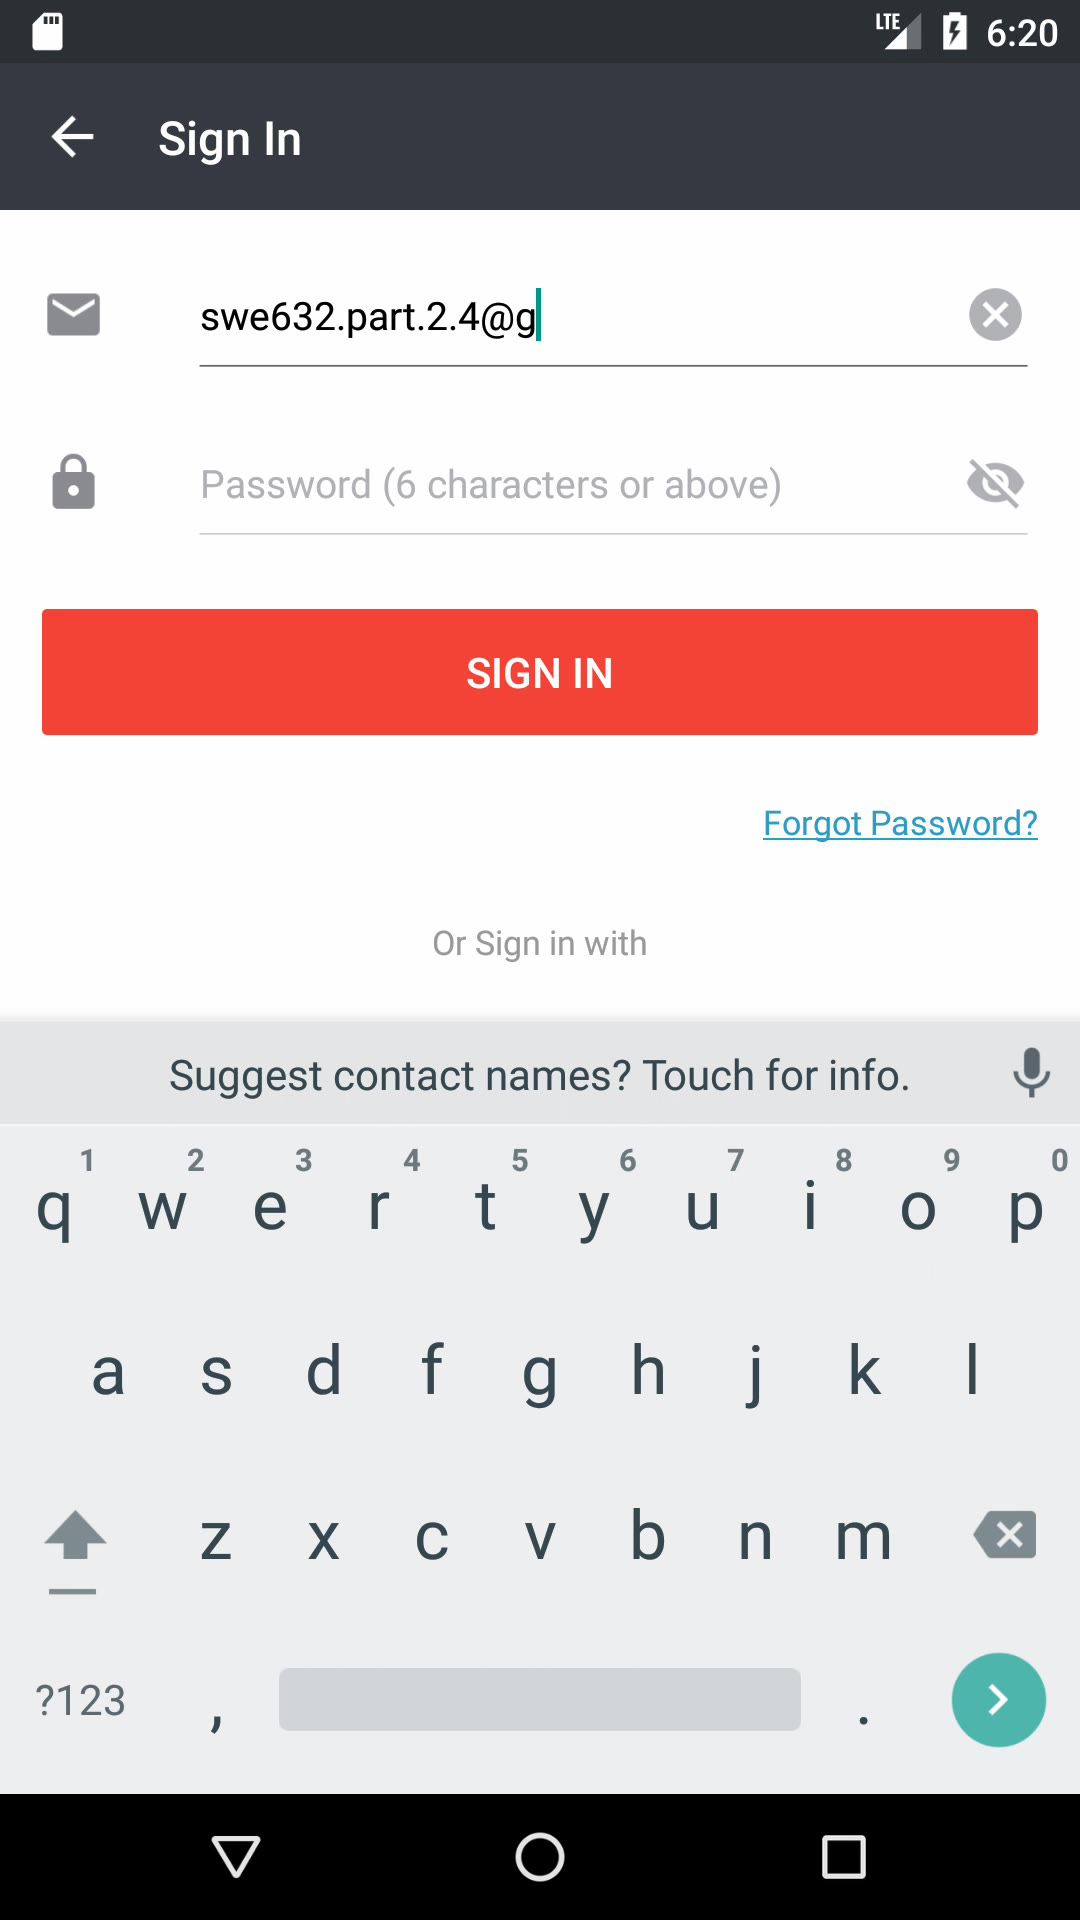 LTE 6:20
Sign In
swe632.part.2.4@g
Password (6 characters or above)
SIGN IN
Forgot Password?
Or Sign in with
Suggest contact names? Touch for info.
1 2 3 4 5 6 7 8 9 0
q w e r t y u i o p
a s d f g h j k l
z x c v b n m
?123 , .